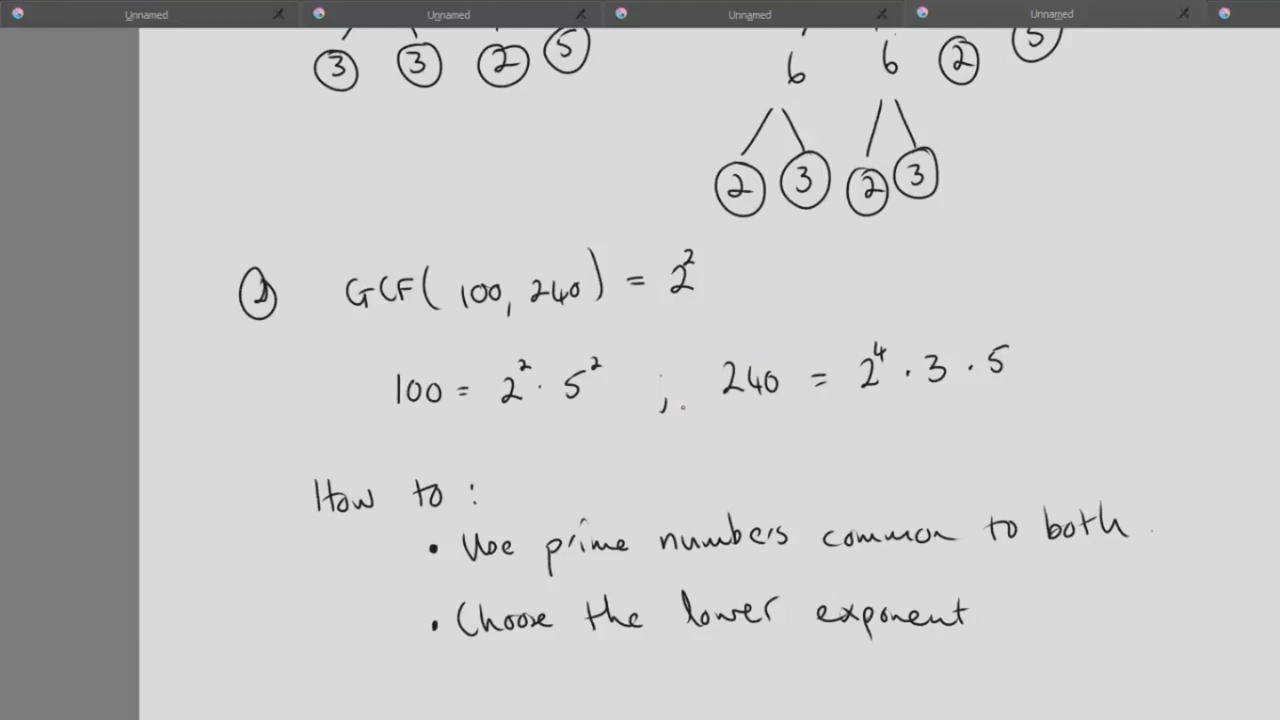 Unnamed Unnamed Unnamed Unnamed
3 3 2 5 6 6 2 5
2 3 2 3
② GCF(100, 240) = 2²
100 = 2² · 5² ; 240 = 2⁴ · 3 · 5
How to :
• Use prime numbers common to both
• Choose the lower exponent